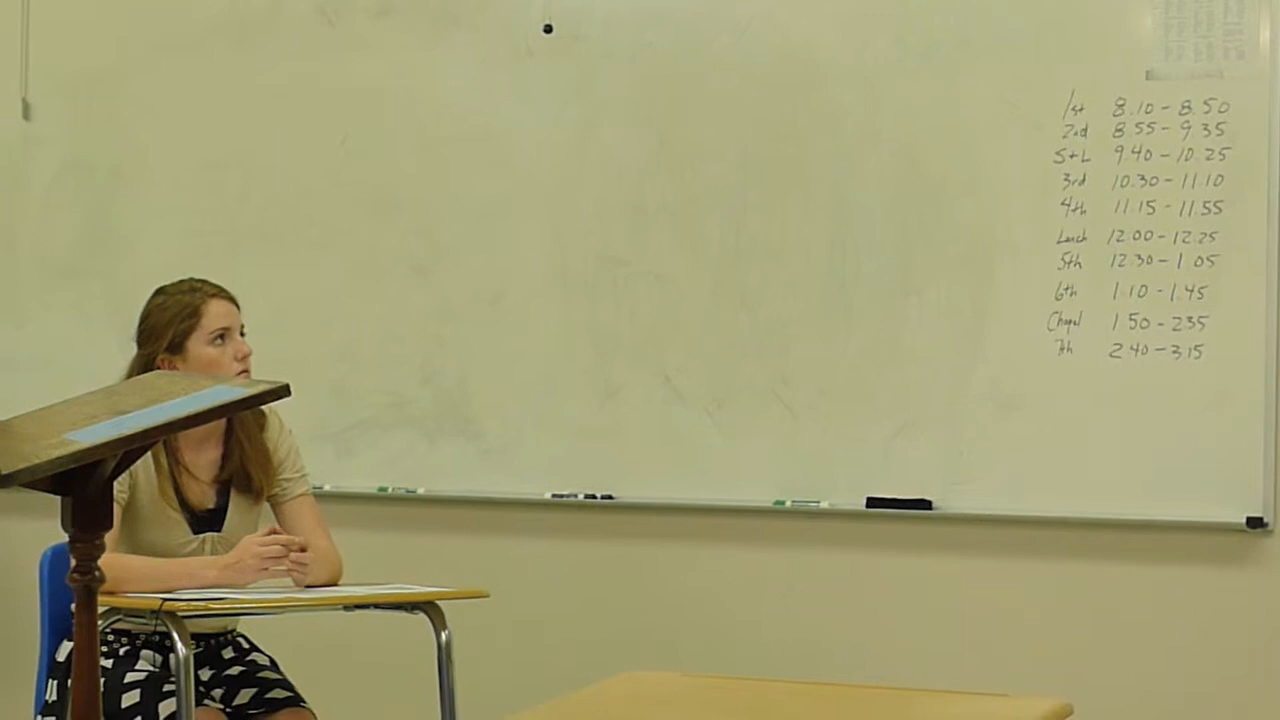 1st 8.10 - 8.50
2nd 8 55 - 9 35
S+L 9.40 - 10.25
3rd 10.30 - 11.10
4th 11.15 - 11.55
Lunch 12.00 - 12.25
5th 12.30 - 1 05
6th 1.10 - 1.45
Chapel 1 50 - 2 35
7th 2 40 - 3.15